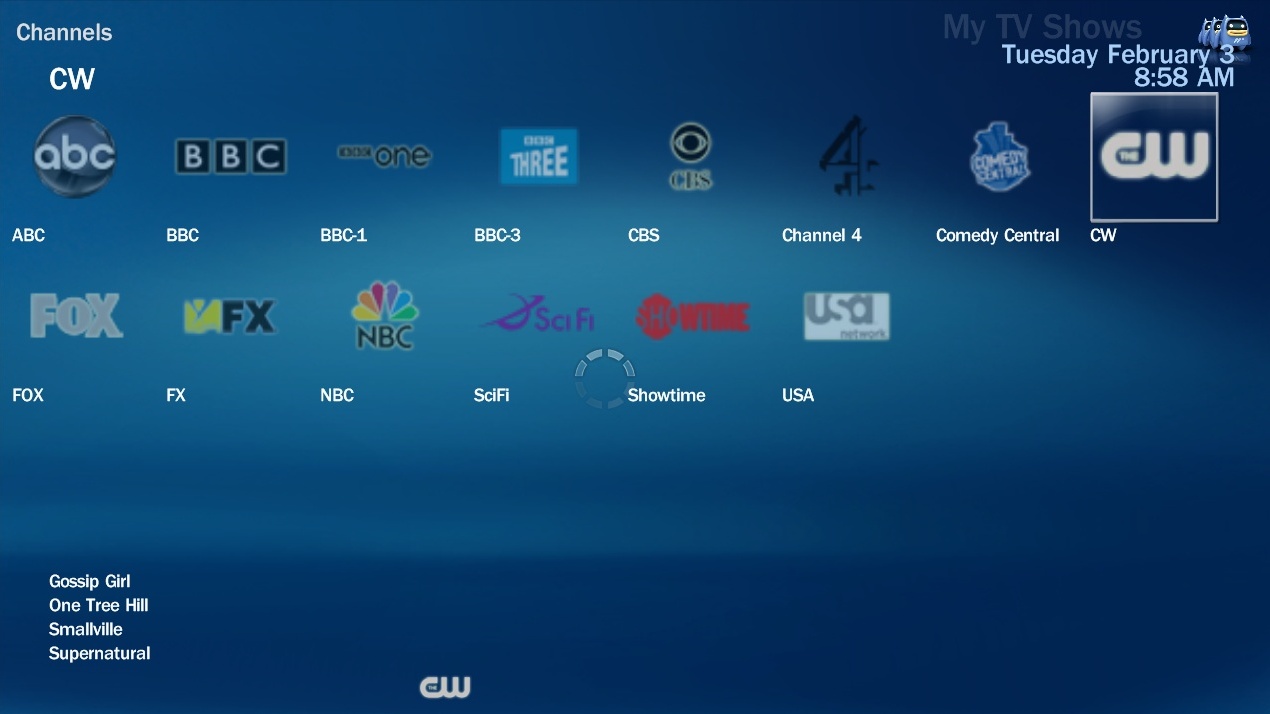 Channels
My TV Shows
Tuesday February 3
8:58 AM
CW
abc
BBC
BBC one
BBC THREE
CBS
4
COMEDY CENTRAL
THE CW
ABC
BBC
BBC-1
BBC-3
CBS
Channel 4
Comedy Central
CW
FOX
FX
NBC
SciFi
SHOWTIME
usa network
FOX
FX
NBC
SciFi
Showtime
USA
Gossip Girl
One Tree Hill
Smallville
Supernatural
THE CW